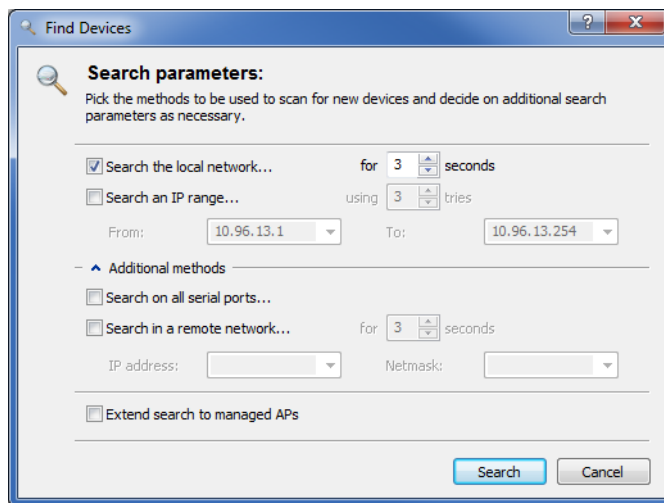 Find Devices
Search parameters:
Pick the methods to be used to scan for new devices and decide on additional search
parameters as necessary.
Search the local network... for 3 seconds
Search an IP range... using 3 tries
From: 10.96.13.1 To: 10.96.13.254
Additional methods
Search on all serial ports...
Search in a remote network... for 3 seconds
IP address: Netmask:
Extend search to managed APs
Search Cancel